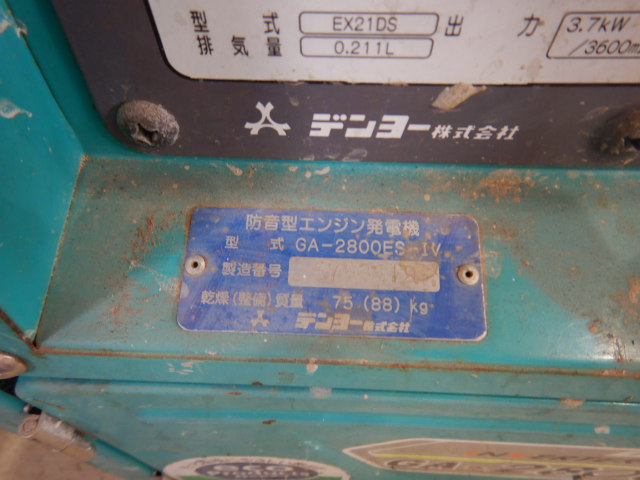 型式 EX21DS 出力 3.7kW
排気量 0.211L /3600m
デンヨー株式会社
防音型エンジン発電機
型式 GA-2800ES-IV
製造番号
乾燥(整備)質量 75(88)kg
デンヨー株式会社
ECO